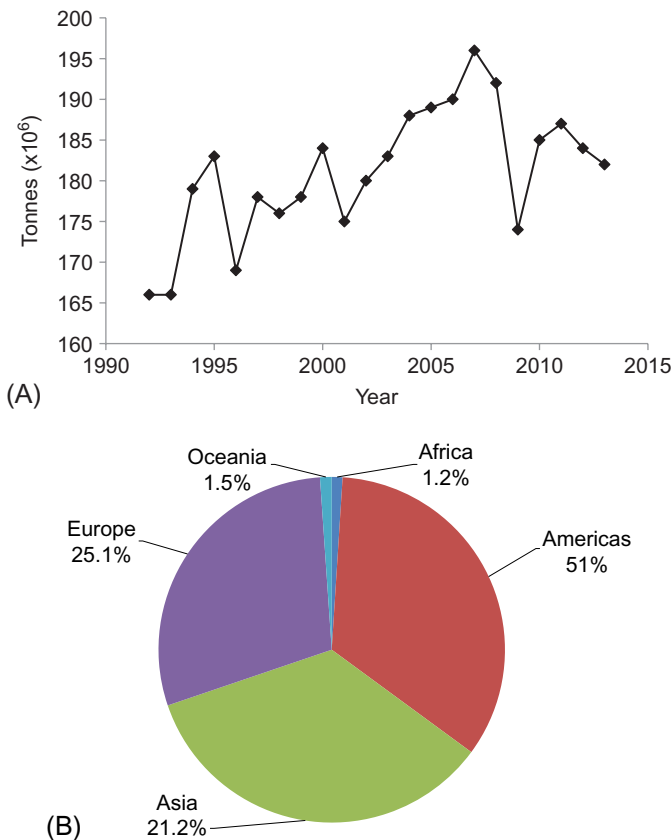 200
195
190
185
180
175
170
165
160
Tonnes (x10⁶)
1990
1995
2000
2005
2010
2015
Year
(A)
Oceania
1.5%
Africa
1.2%
Europe
25.1%
Americas
51%
Asia
21.2%
(B)